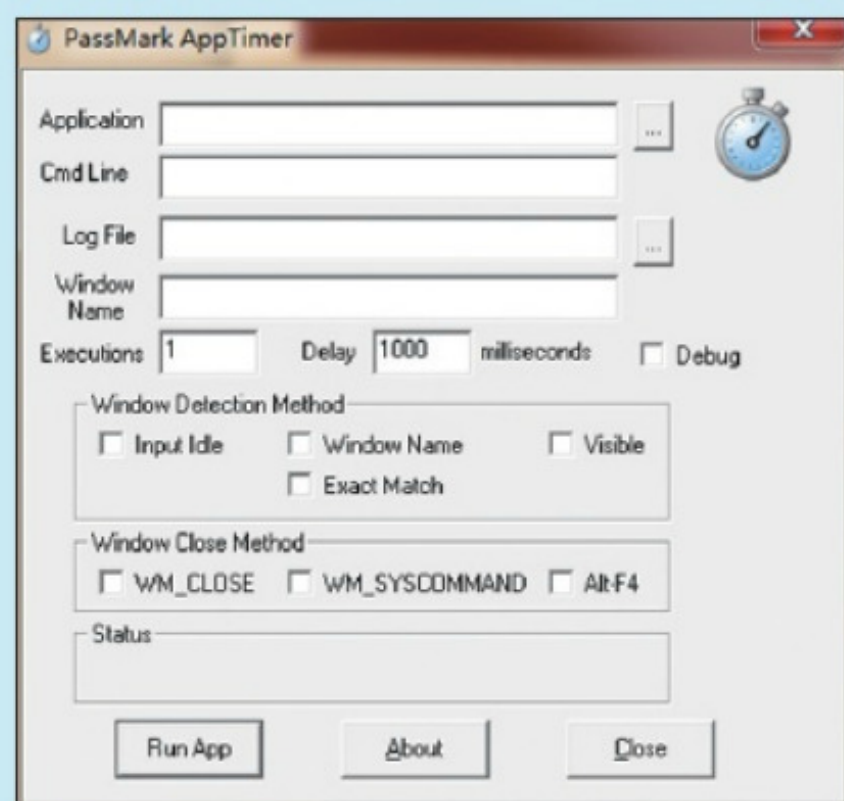 PassMark AppTimer
Application
...
Cmd Line
Log File
...
Window
Name
Executions 1 Delay 1000 milliseconds Debug
Window Detection Method
Input Idle Window Name Visible
Exact Match
Window Close Method
WM_CLOSE WM_SYSCOMMAND Alt-F4
Status
Run App About Close